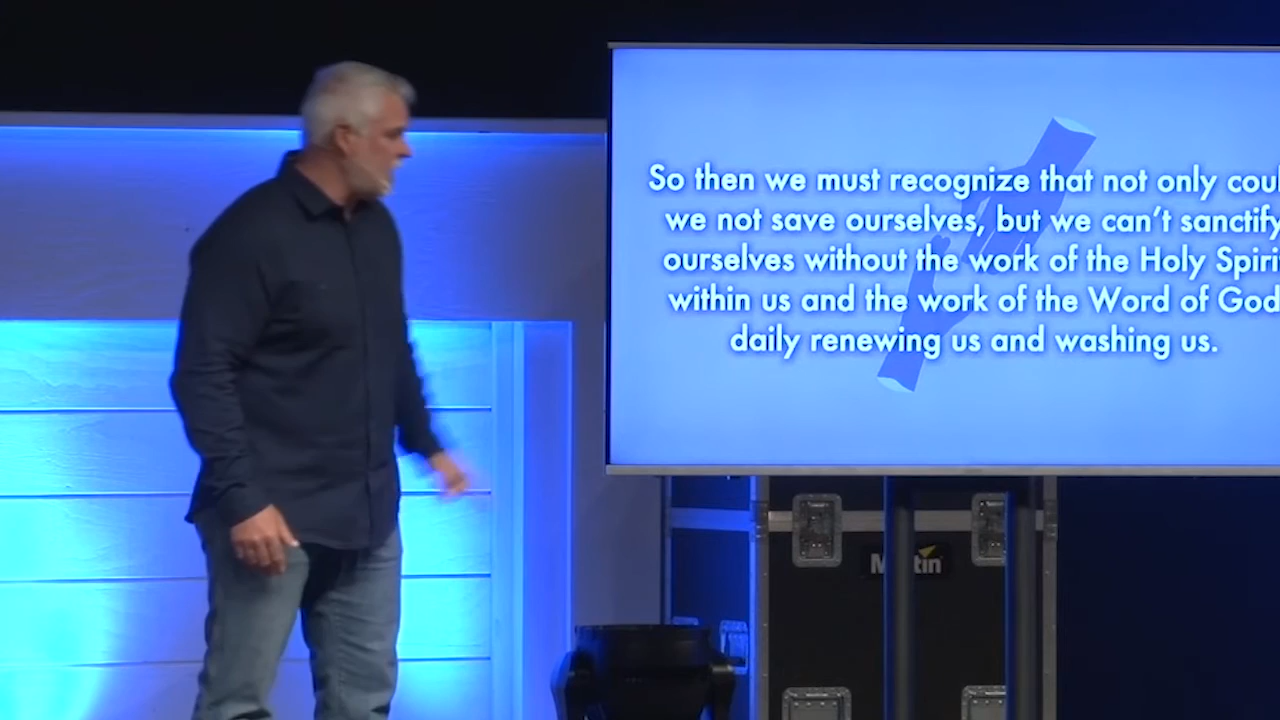 So then we must recognize that not only
we not save ourselves, but we can't sanctify
ourselves without the work of the Holy
within us and the work of the Word of God
daily renewing us and washing us.